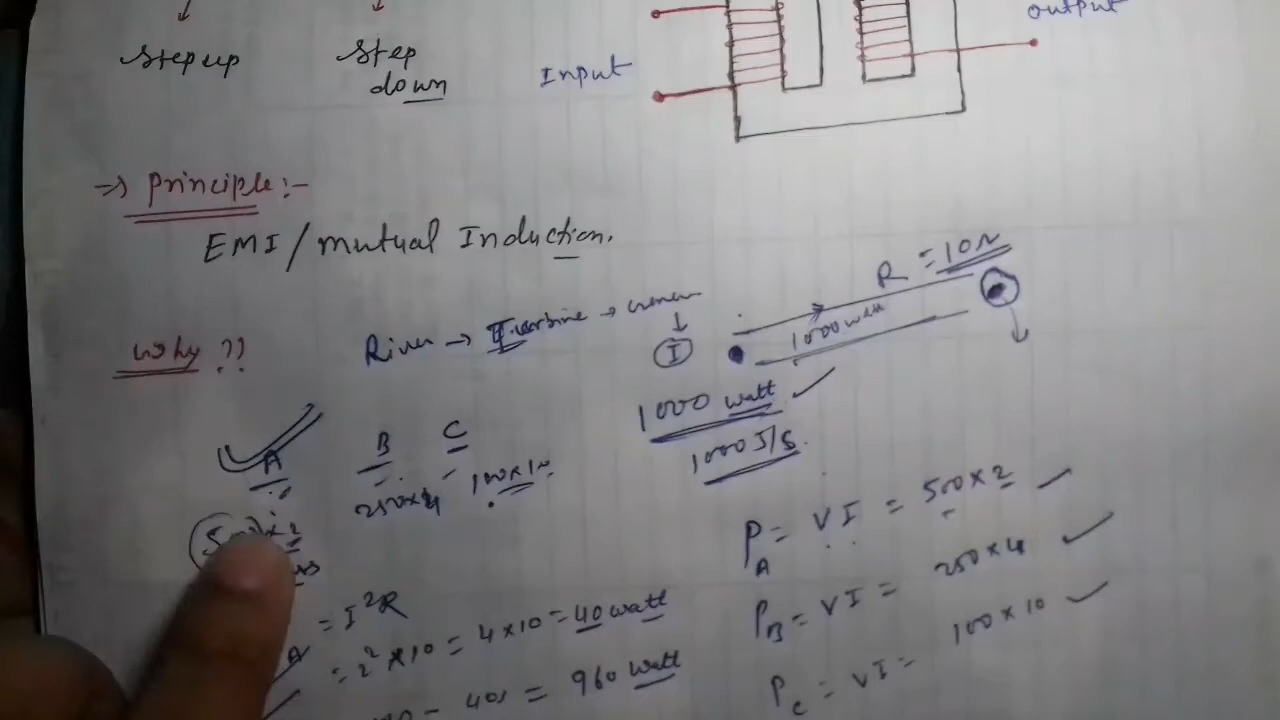 Step up
Step
down
Input
output
→ Principle:-
EMI / mutual Induction.
Why ??
River → Turbine →
I
1000 watt
R = 10Ω
1000 watt ✓
1000 J/S.
A B C
250×4 100×10
P_A = VI = 500×2 ✓
P_B = VI = 250×4 ✓
P_C = VI = 100×10 ✓
= I²R
= 2²×10 = 4×10 = 40 watt
- 40s = 960 watt